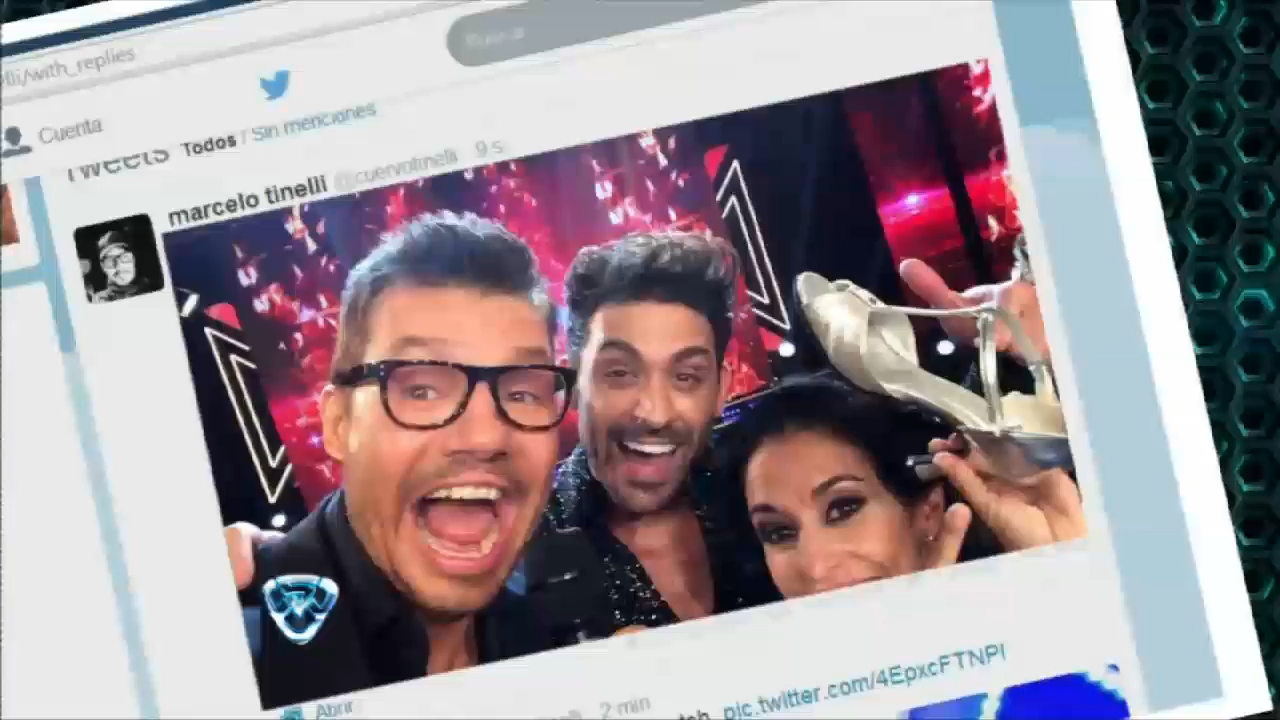 lli/with_replies
Cuenta
Tweets Todos / Sin menciones
marcelo tinelli @cuervotinelli 9 s
Abrir
2 min
pic.twitter.com/4EpxcFTNPI